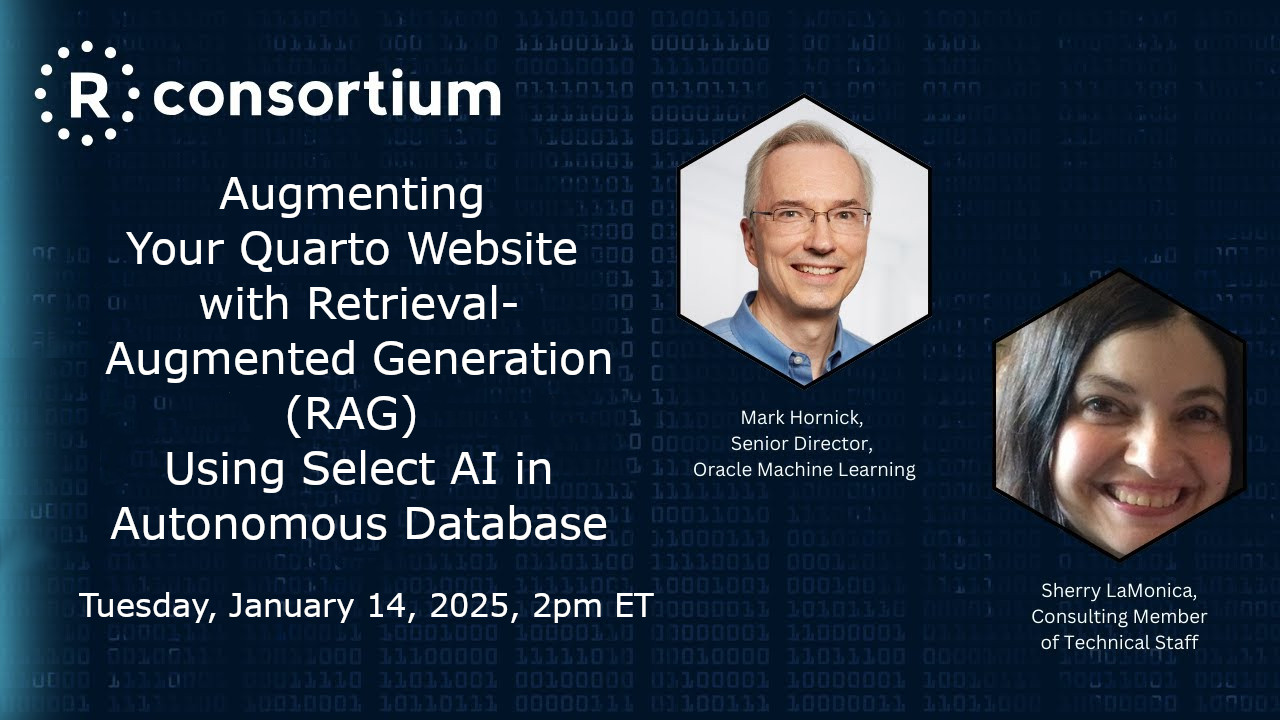 R consortium
Augmenting
Your Quarto Website
with Retrieval-
Augmented Generation
(RAG)
Using Select AI in
Autonomous Database
Tuesday, January 14, 2025, 2pm ET
Mark Hornick,
Senior Director,
Oracle Machine Learning
Sherry LaMonica,
Consulting Member
of Technical Staff